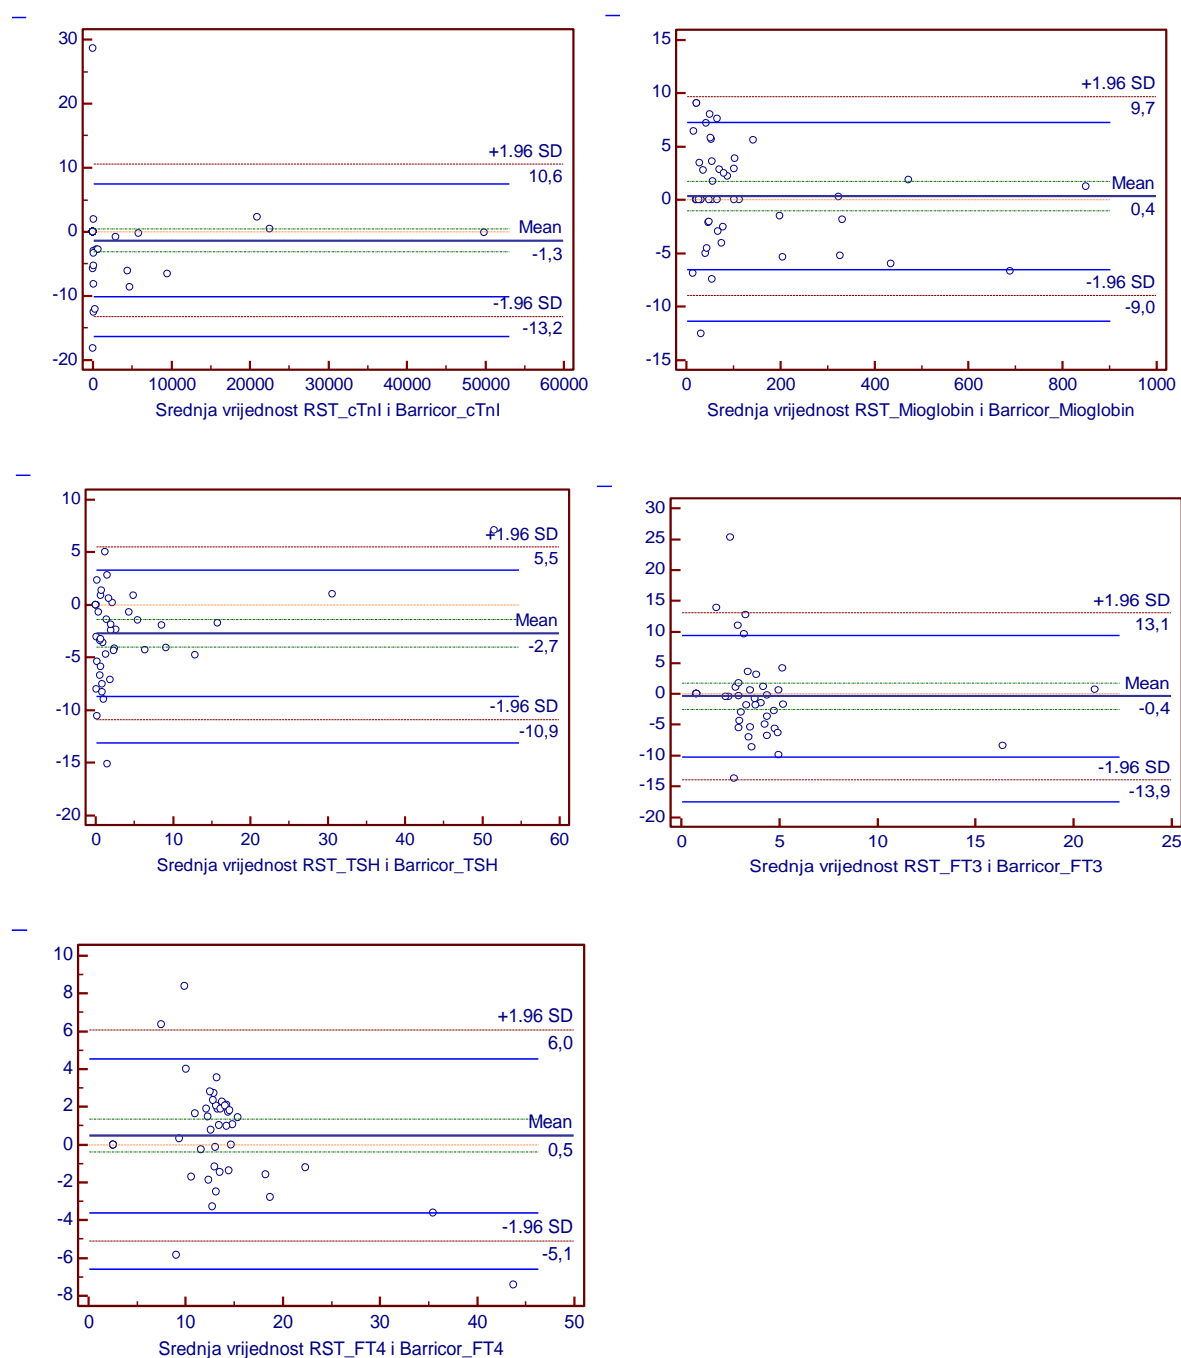 30
20
10
0
-10
-20
+1.96 SD
10,6
Mean
-1,3
-1.96 SD
-13,2
0 10000 20000 30000 40000 50000 60000
Srednja vrijednost RST_cTnI i Barricor_cTnI
15
10
5
0
-5
-10
-15
+1.96 SD
9,7
Mean
0,4
-1.96 SD
-9,0
0 200 400 600 800 1000
Srednja vrijednost RST_Mioglobin i Barricor_Mioglobin
10
5
0
-5
-10
-15
-20
+1.96 SD
5,5
Mean
-2,7
-1.96 SD
-10,9
0 10 20 30 40 50 60
Srednja vrijednost RST_TSH i Barricor_TSH
30
25
20
15
10
5
0
-5
-10
-15
-20
+1.96 SD
13,1
Mean
-0,4
-1.96 SD
-13,9
0 5 10 15 20 25
Srednja vrijednost RST_FT3 i Barricor_FT3
10
8
6
4
2
0
-2
-4
-6
-8
+1.96 SD
6,0
Mean
0,5
-1.96 SD
-5,1
0 10 20 30 40 50
Srednja vrijednost RST_FT4 i Barricor_FT4